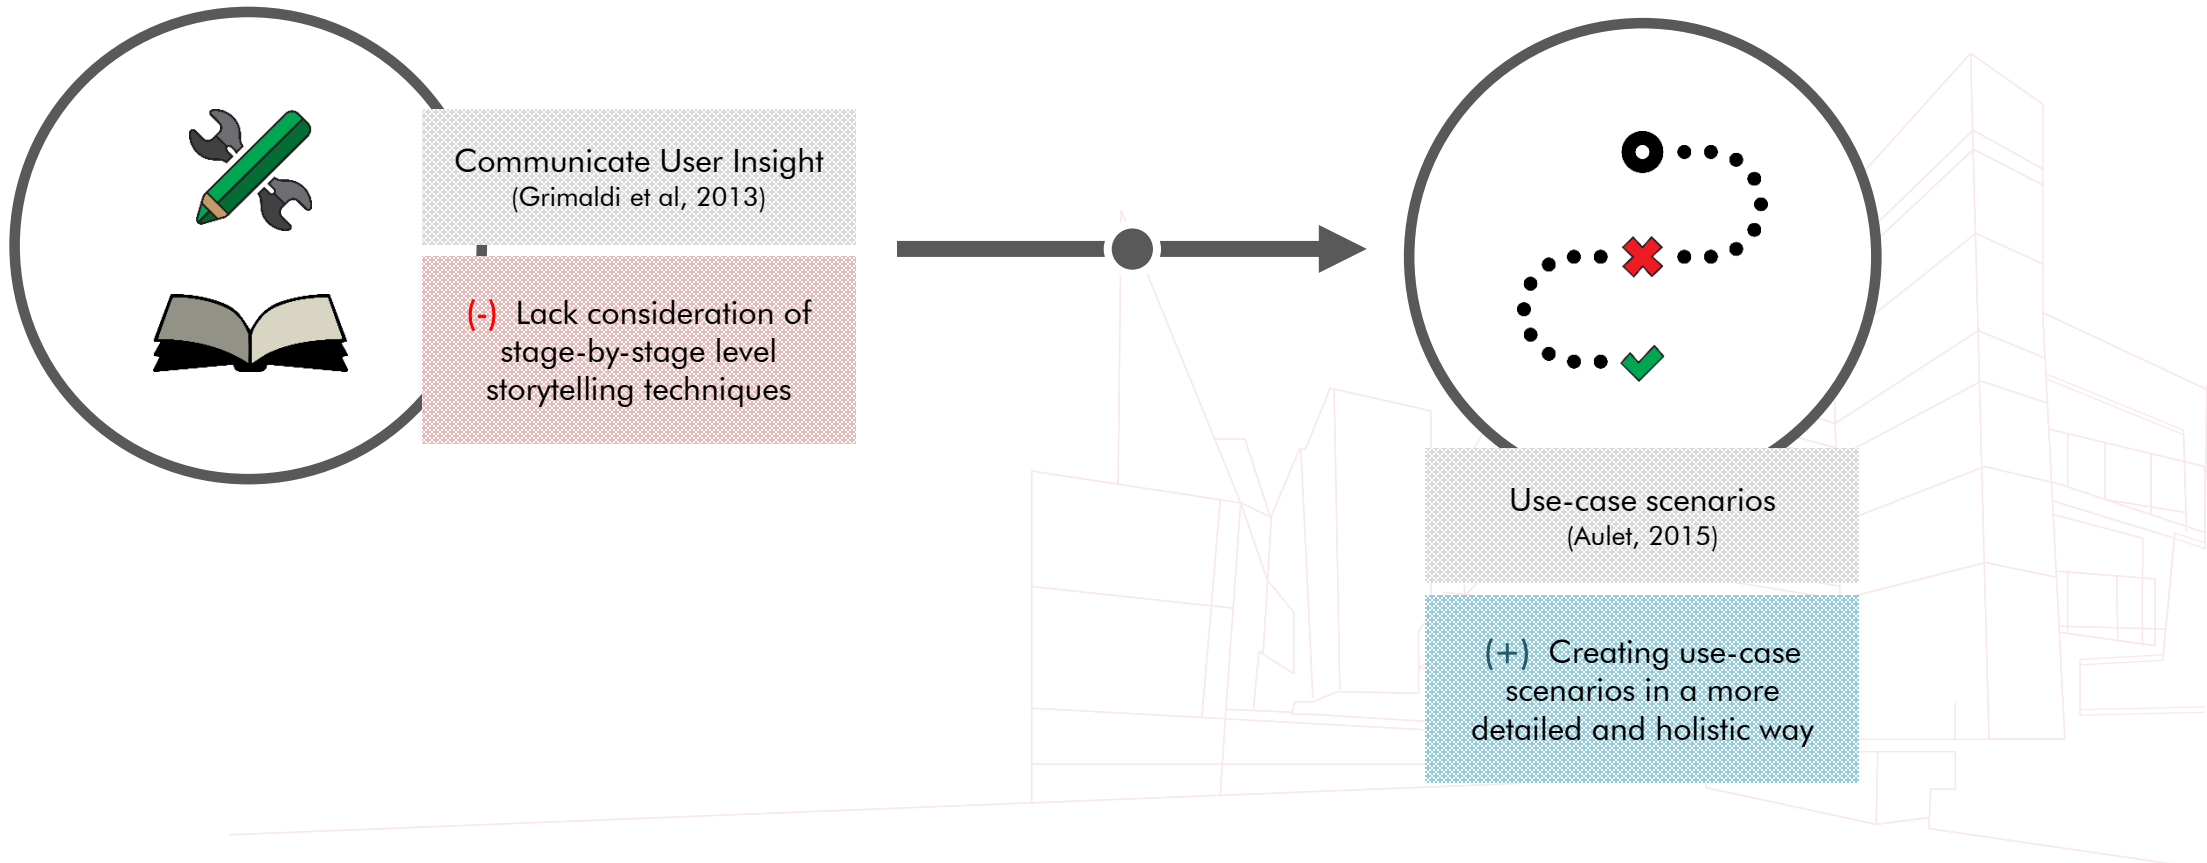 Communicate User Insight
(Grimaldi et al, 2013)
(-) Lack consideration of
stage-by-stage level
storytelling techniques
Use-case scenarios
(Aulet, 2015)
(+) Creating use-case
scenarios in a more
detailed and holistic way